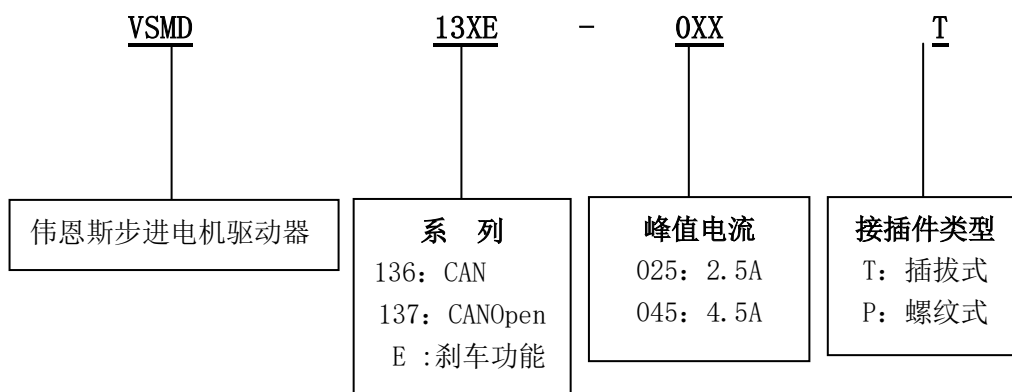 VSMD 13XE - 0XX T
伟恩斯步进电机驱动器
系 列
136: CAN
137: CANOpen
E :刹车功能
峰值电流
025: 2.5A
045: 4.5A
接插件类型
T: 插拔式
P: 螺纹式